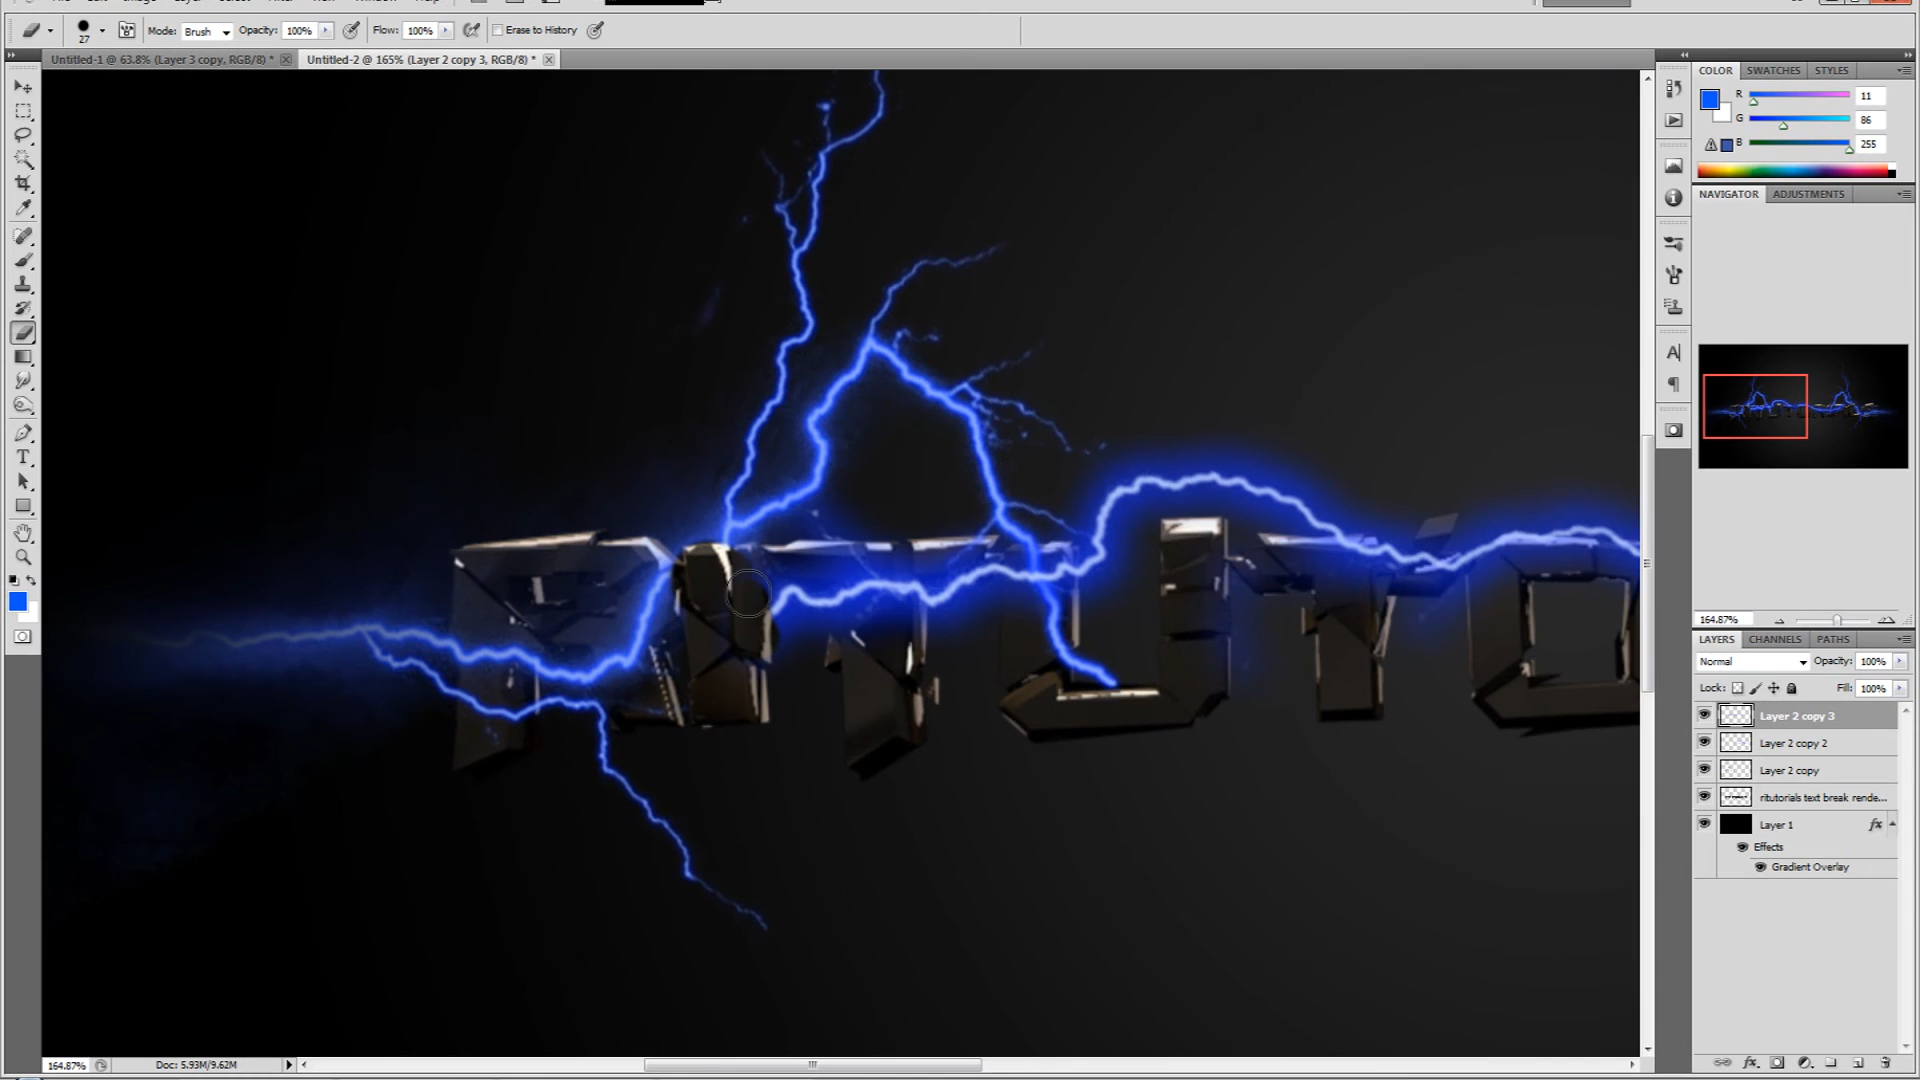 Mode: Brush Opacity: 100% Flow: 100% Erase to History
27
Untitled-1 @ 63.8% (Layer 3 copy, RGB/8) *
Untitled-2 @ 165% (Layer 2 copy 3, RGB/8) *
COLOR SWATCHES STYLES
R 11
G 86
B 255
NAVIGATOR ADJUSTMENTS
164.87%
LAYERS CHANNELS PATHS
Normal Opacity: 100%
Lock: Fill: 100%
Layer 2 copy 3
Layer 2 copy 2
Layer 2 copy
ritutorials text break rende...
Layer 1 fx
Effects
Gradient Overlay
164.87% Doc: 5.93M/9.62M